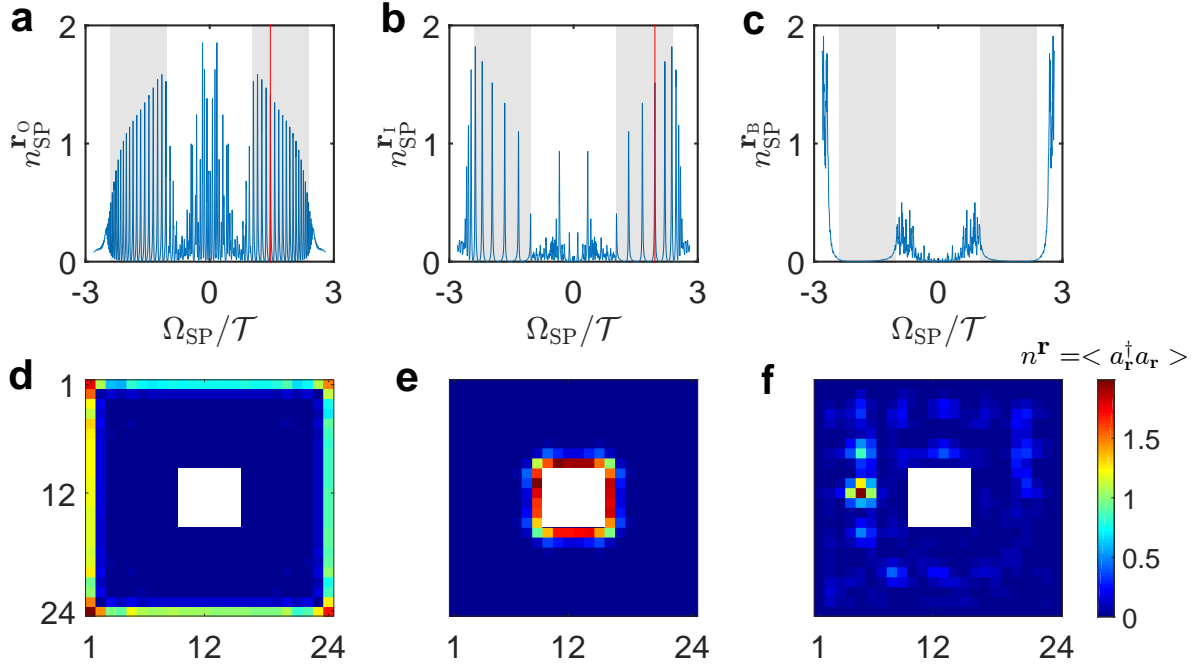 a
b
c
2
1
0
-3
0
3
n_SP^r_O
Ω_SP/𝒯
2
1
0
-3
0
3
n_SP^r_I
Ω_SP/𝒯
2
1
0
-3
0
3
n_SP^r_B
Ω_SP/𝒯
n^r =< a_r^† a_r >
d
e
f
1
12
24
1
12
24
1
12
24
1
12
24
1.5
1
0.5
0